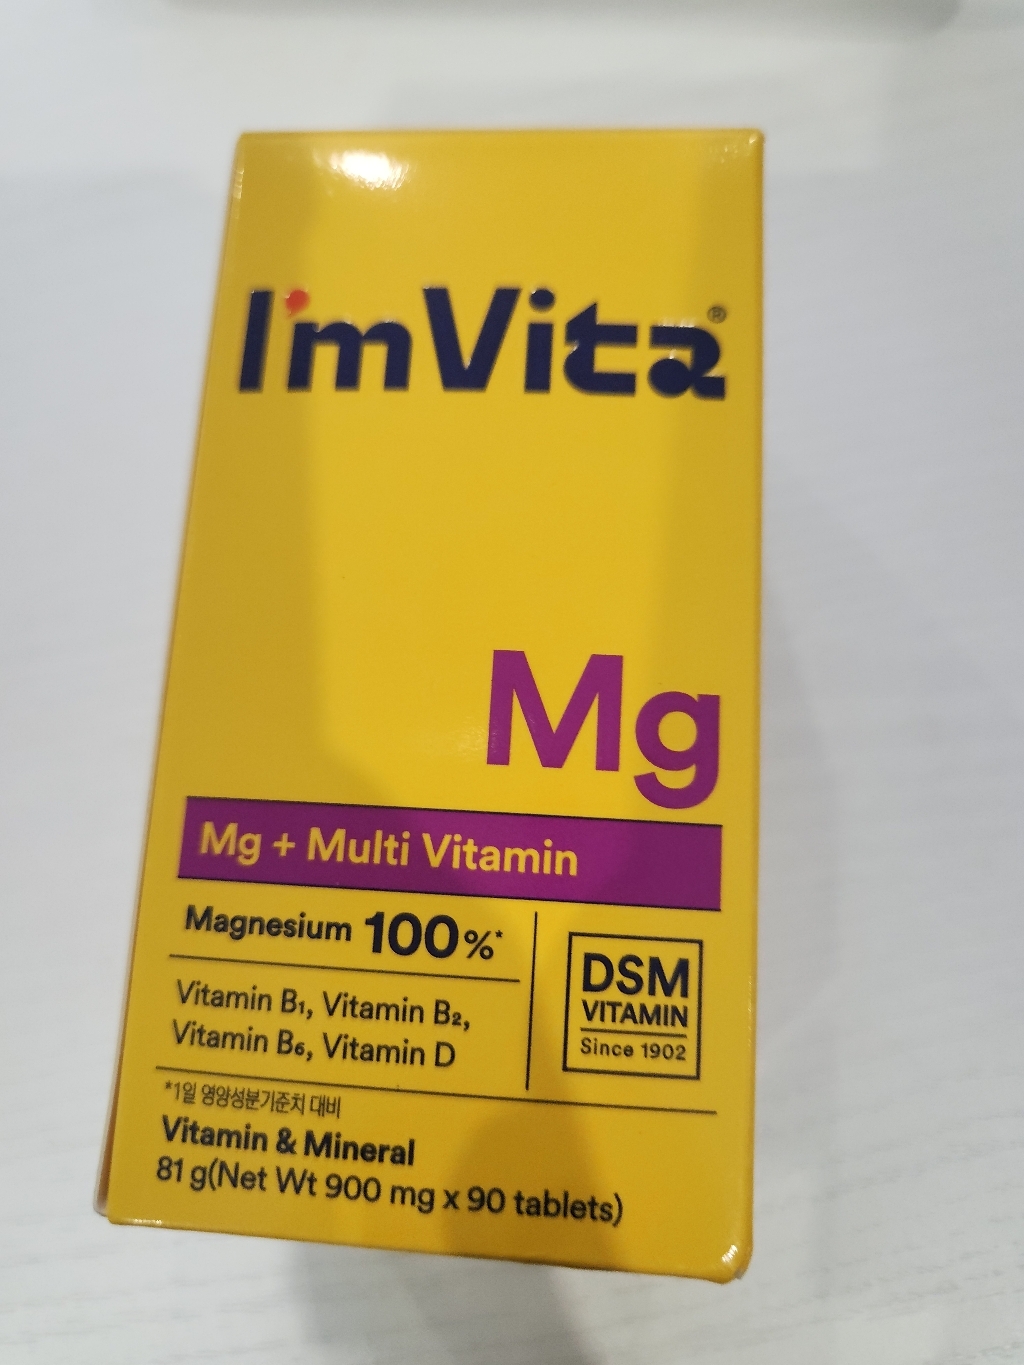 I'mVita®
Mg
Mg + Multi Vitamin
Magnesium 100%*
Vitamin B₁, Vitamin B₂,
Vitamin B₆, Vitamin D
DSM
VITAMIN
Since 1902
*1일 영양성분기준치 대비
Vitamin & Mineral
81 g(Net Wt 900 mg x 90 tablets)